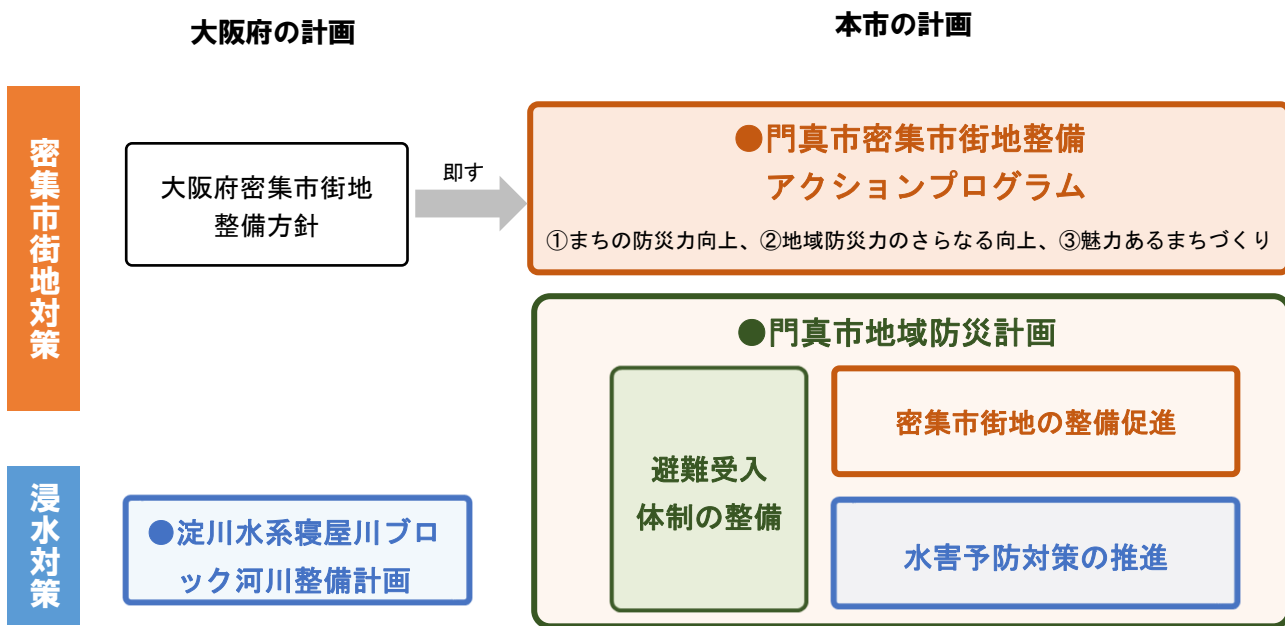 大阪府の計画
本市の計画
密集市街地対策
大阪府密集市街地
整備方針
即す
●門真市密集市街地整備
アクションプログラム
①まちの防災力向上、②地域防災力のさらなる向上、③魅力あるまちづくり
●門真市地域防災計画
避難受入
体制の整備
密集市街地の整備促進
水害予防対策の推進
浸水対策
●淀川水系寝屋川ブロ
ック河川整備計画